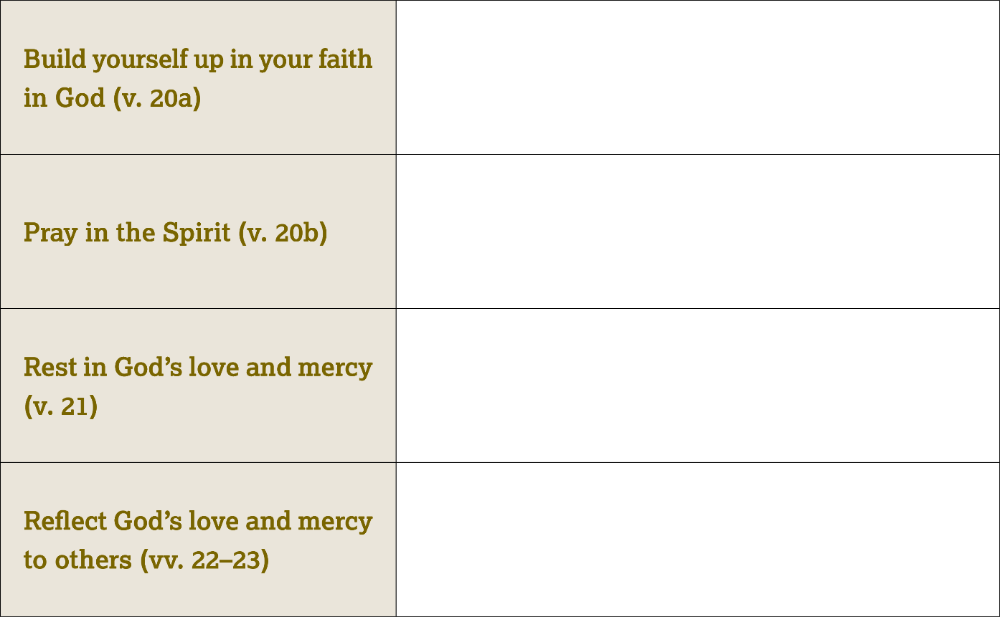 Build yourself up in your faith
in God (v. 20a)
Pray in the Spirit (v. 20b)
Rest in God’s love and mercy
(v. 21)
Reflect God’s love and mercy
to others (vv. 22–23)